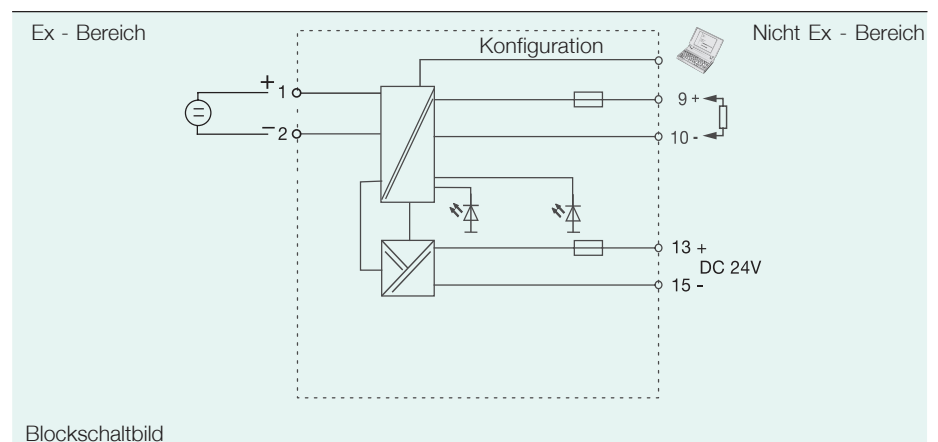 Ex - Bereich
Nicht Ex - Bereich
Konfiguration
+
1
9 +
-
2
10 -
13 +
DC 24V
15 -
Blockschaltbild